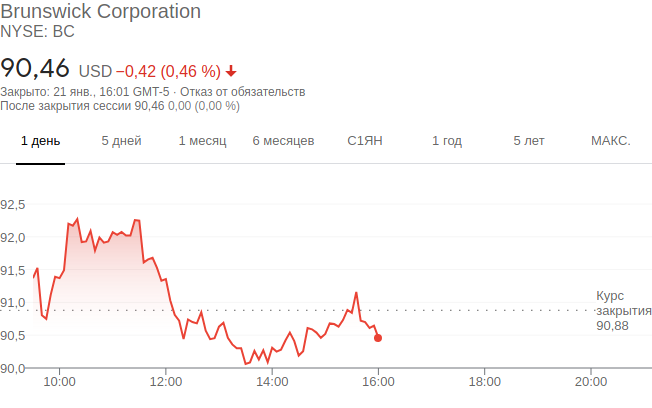 Brunswick Corporation
NYSE: BC
90,46 USD −0,42 (0,46 %)
Закрыто: 21 янв., 16:01 GMT-5 · Отказ от обязательств
После закрытия сессии 90,46 0,00 (0,00 %)
1 день 5 дней 1 месяц 6 месяцев С1ЯН 1 год 5 лет МАКС.
92,5
92,0
91,5
91,0
Курс
закрытия
90,88
90,5
90,0
10:00 12:00 14:00 16:00 18:00 20:00